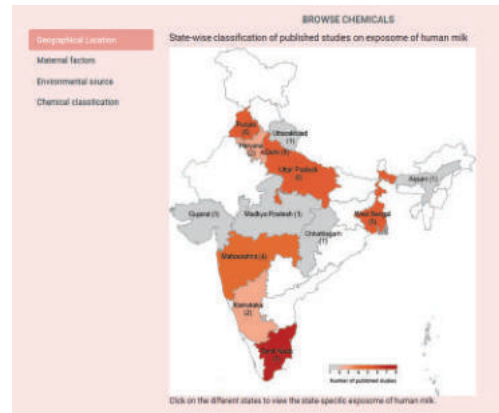 BROWSE CHEMICALS
Geographical Location
State-wise classification of published studies on exposome of human milk
Maternal factors
Environmental source
Chemical classification
Punjab
Uttarakhand
(1)
Haryana
Delhi
Uttar Pradesh
Assam (1)
West Bengal
Gujarat (1)
Madhya Pradesh (1)
Chhattisgarh
(1)
Maharashtra (4)
Karnataka
(2)
Tamil Nadu
Number of published studies
Click on the different states to view the state-specific exposome of human milk.